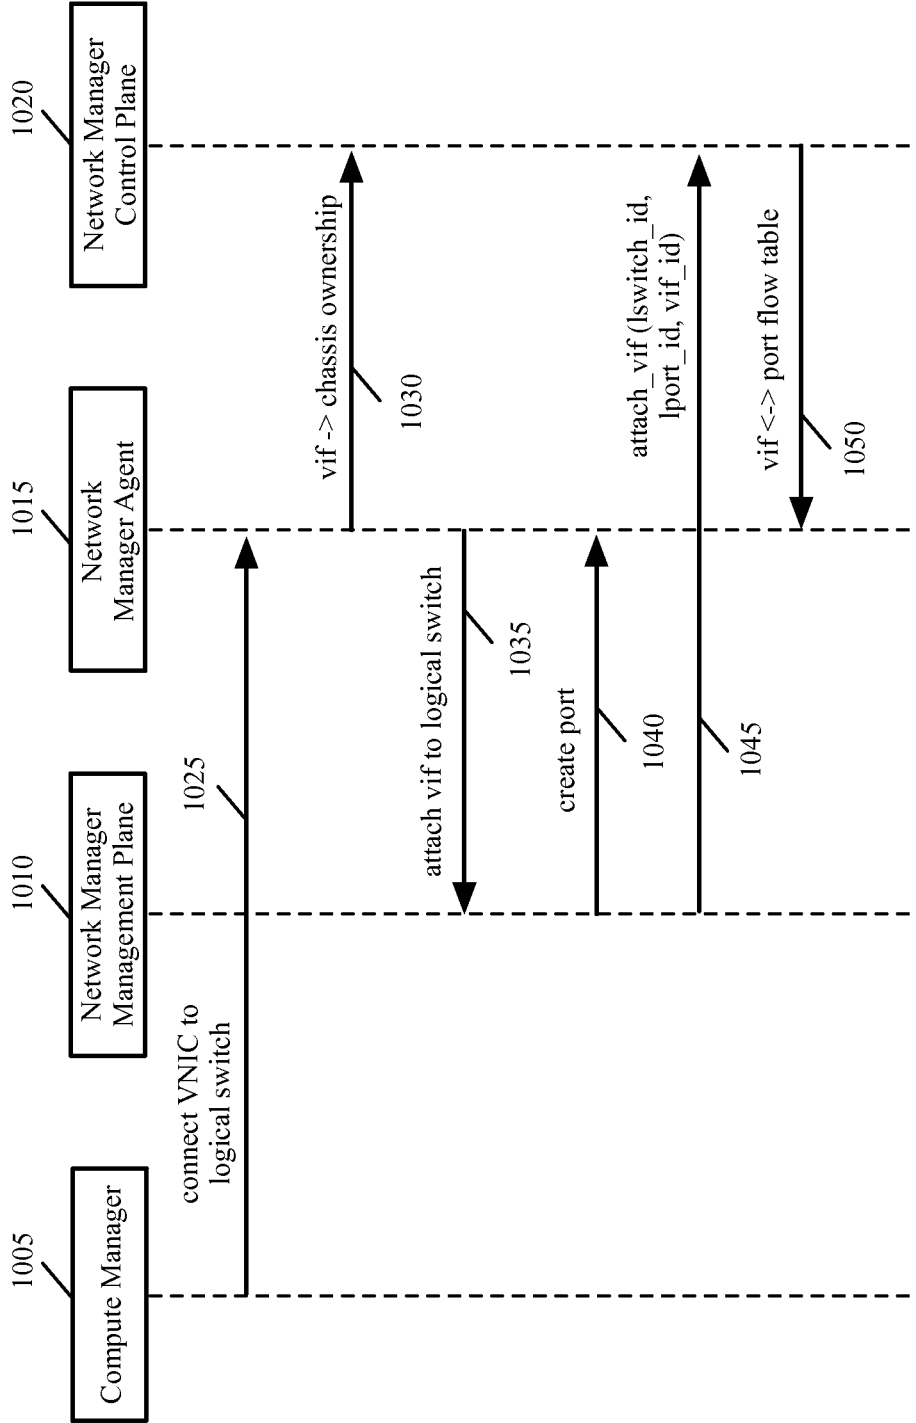 1005
Compute Manager
1010
Network Manager
Management Plane
1015
Network
Manager Agent
1020
Network Manager
Control Plane
connect VNIC to
logical switch
1025
vif -> chassis ownership
1030
attach vif to logical switch
1035
create port
1040
attach_vif (lswitch_id,
lport_id, vif_id)
1045
vif <-> port flow table
1050